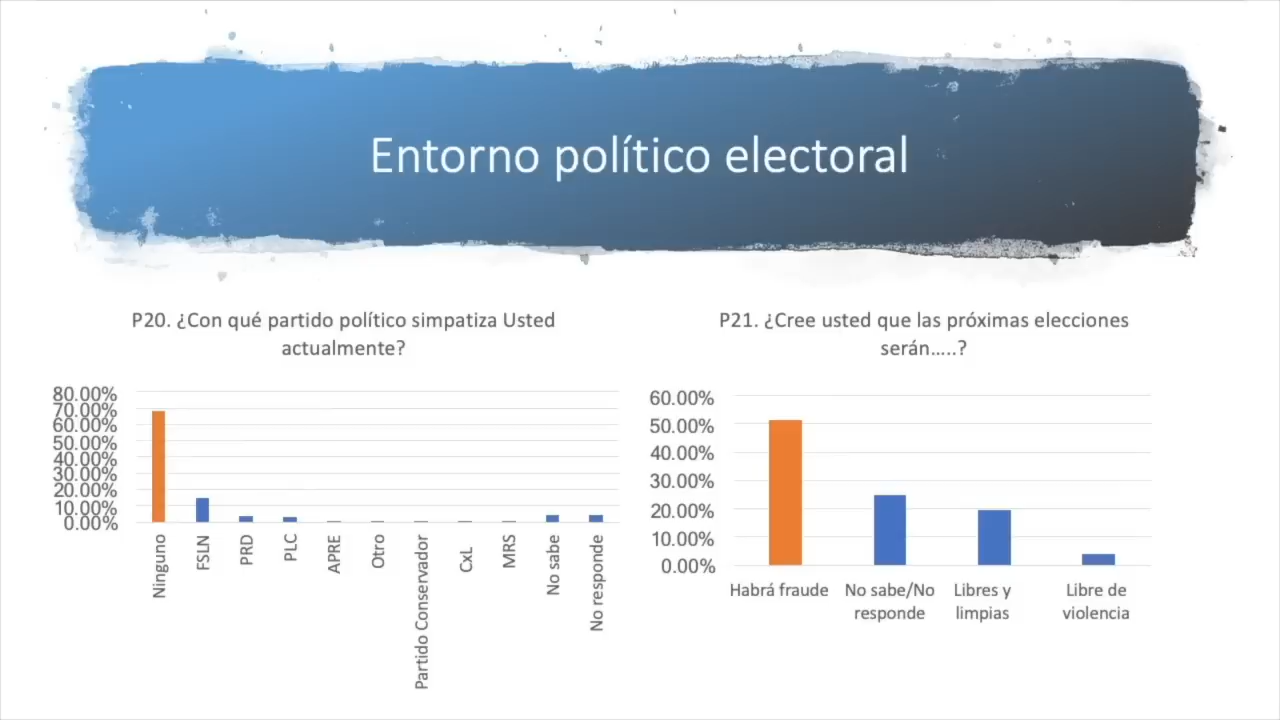 Entorno político electoral
P20. ¿Con qué partido político simpatiza Usted
actualmente?
80.00%
70.00%
60.00%
50.00%
40.00%
30.00%
20.00%
10.00%
0.00%
Ninguno
FSLN
PRD
PLC
APRE
Otro
Partido Conservador
CxL
MRS
No sabe
No responde
P21. ¿Cree usted que las próximas elecciones
serán.....?
60.00%
50.00%
40.00%
30.00%
20.00%
10.00%
0.00%
Habrá fraude
No sabe/No
responde
Libres y
limpias
Libre de
violencia